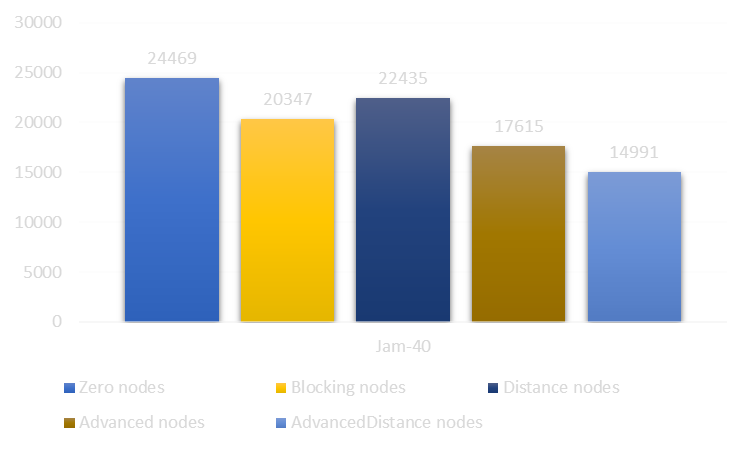 30000
25000
20000
15000
10000
5000
0
24469
20347
22435
17615
14991
Jam-40
Zero nodes
Blocking nodes
Distance nodes
Advanced nodes
AdvancedDistance nodes